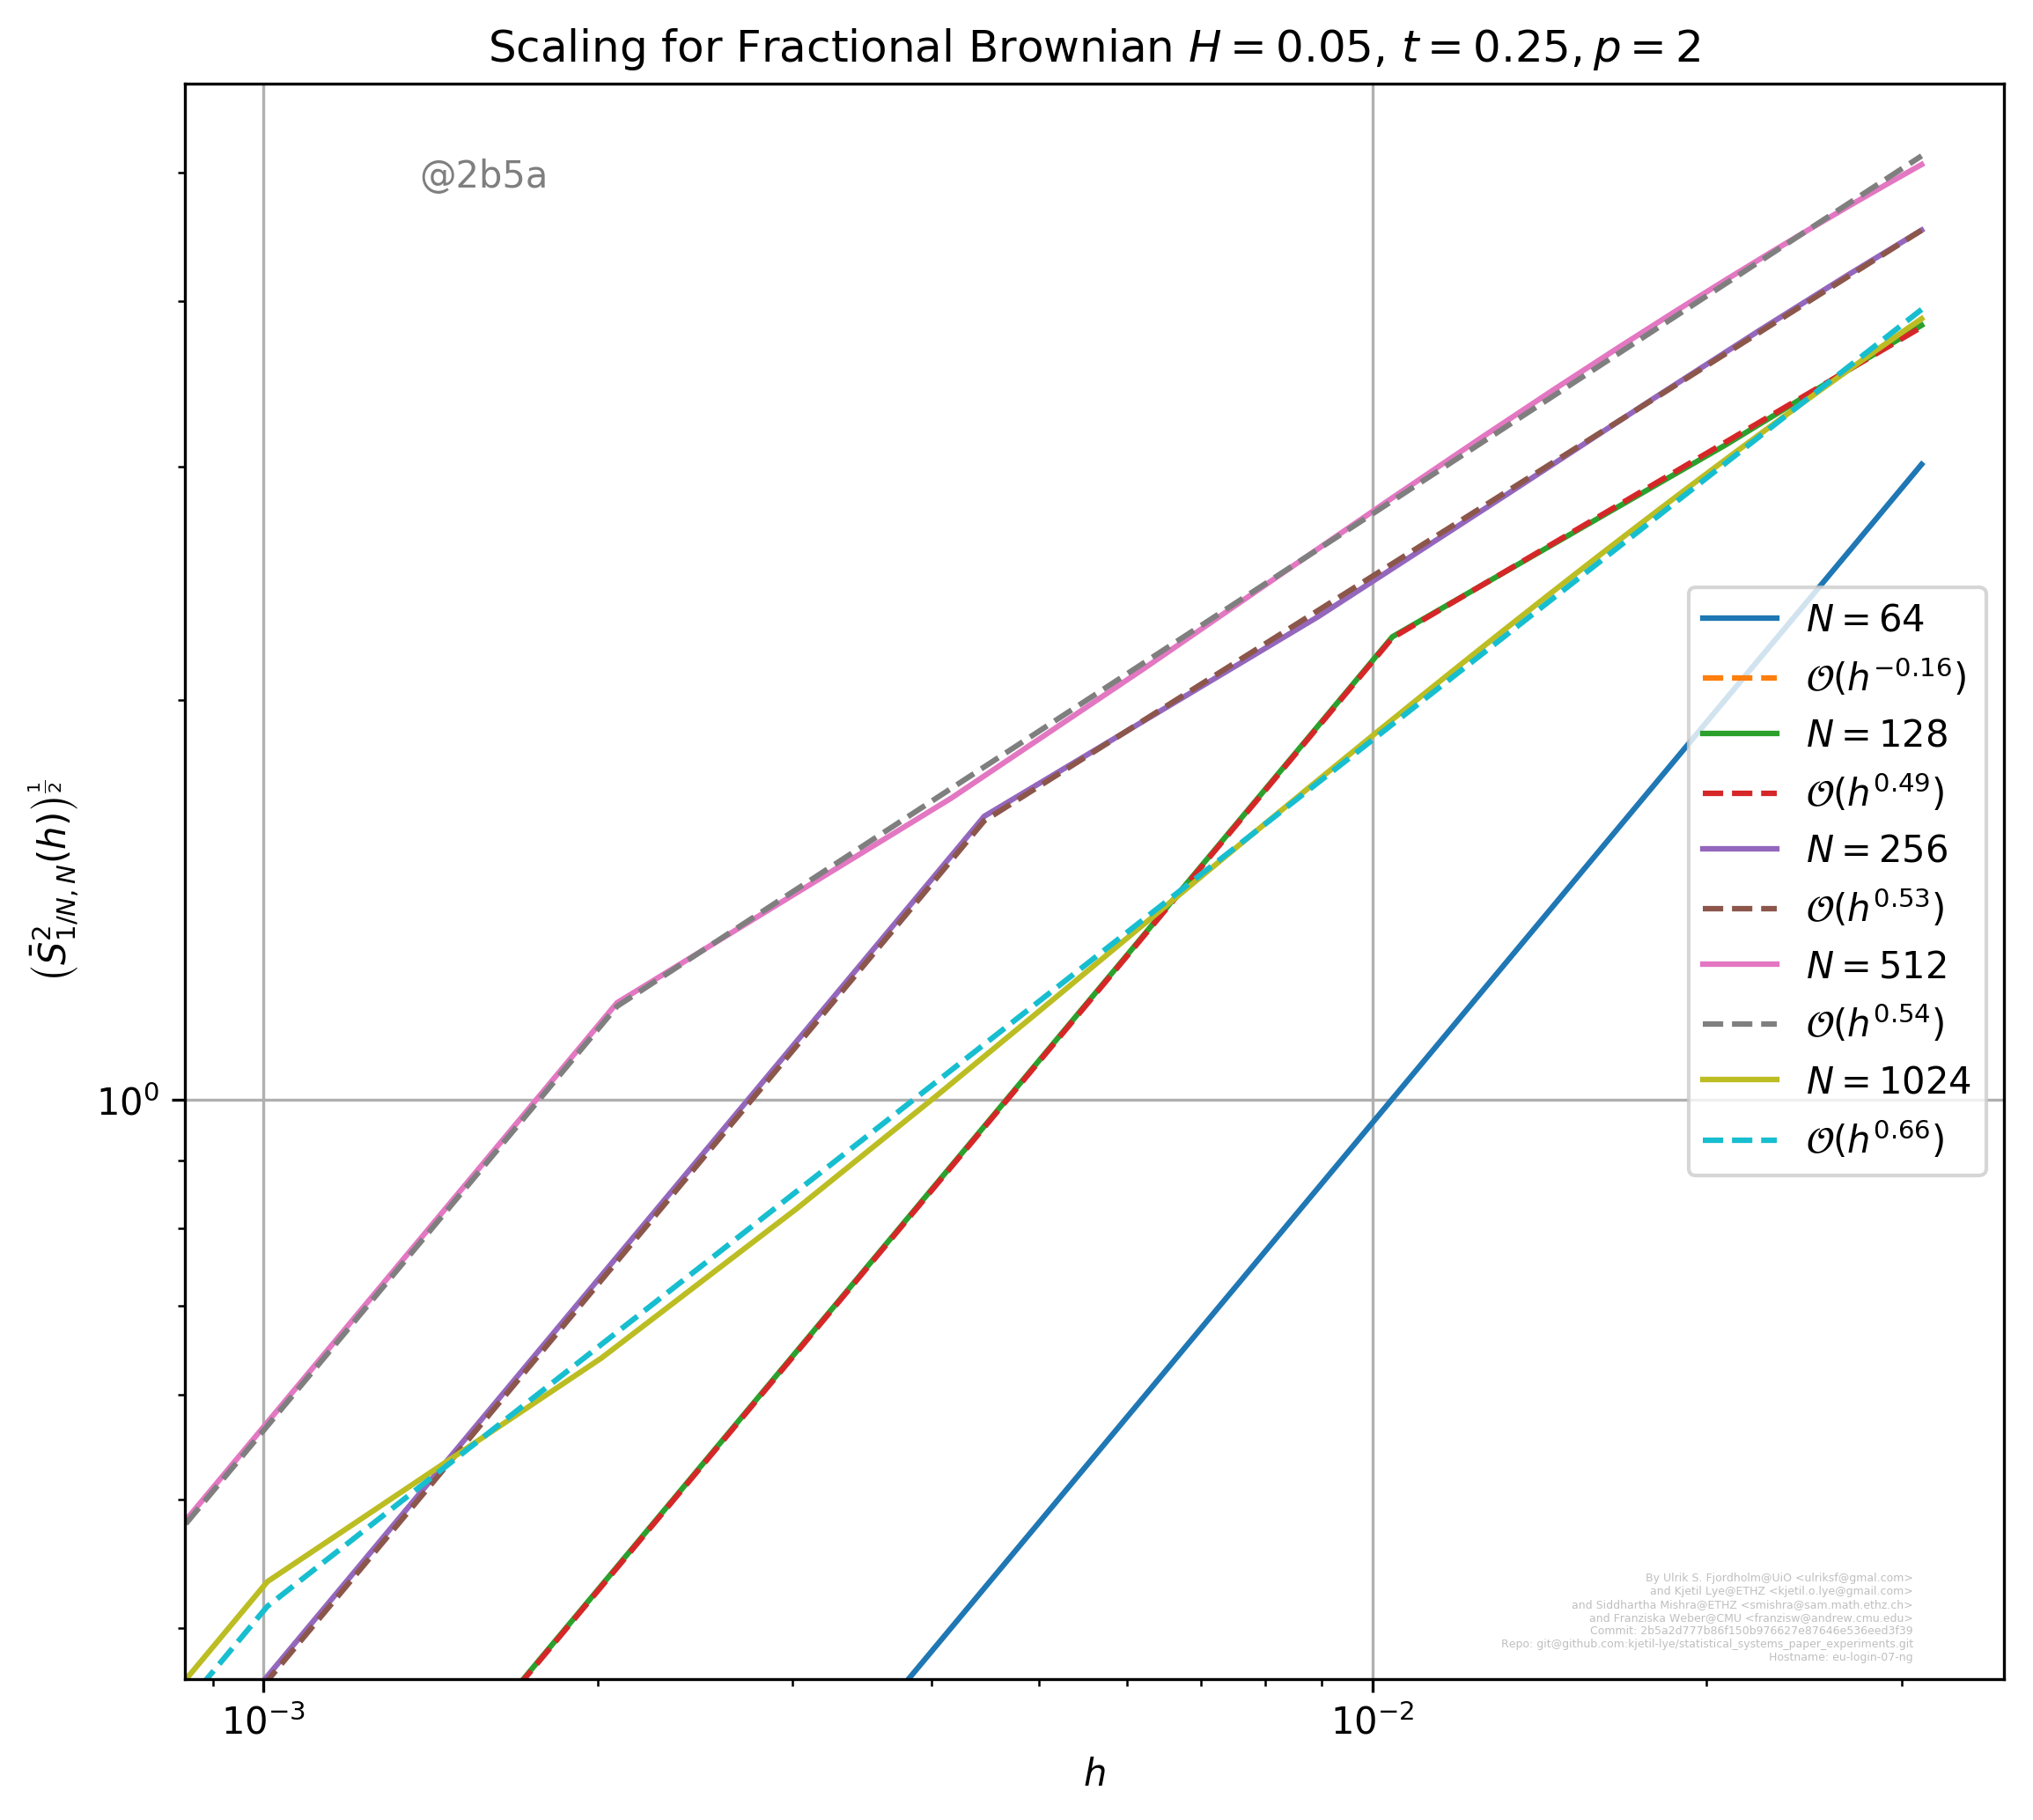 Scaling for Fractional Brownian H = 0.05, t = 0.25, p = 2
@2b5a
(S̄²_{1/N, N}(h))^{1/2}
10⁰
N = 64
𝒪(h^{−0.16})
N = 128
𝒪(h^{0.49})
N = 256
𝒪(h^{0.53})
N = 512
𝒪(h^{0.54})
N = 1024
𝒪(h^{0.66})
By Ulrik S. Fjordholm@UiO <ulriksf@gmal.com>
and Kjetil Lye@ETHZ <kjetil.o.lye@gmail.com>
and Siddhartha Mishra@ETHZ <smishra@sam.math.ethz.ch>
and Franziska Weber@CMU <franzisw@andrew.cmu.edu>
Commit: 2b5a2d777b86f150b976627e87646e536eed3f39
Repo: git@github.com:kjetil-lye/statistical_systems_paper_experiments.git
Hostname: eu-login-07-ng
10⁻³
10⁻²
h